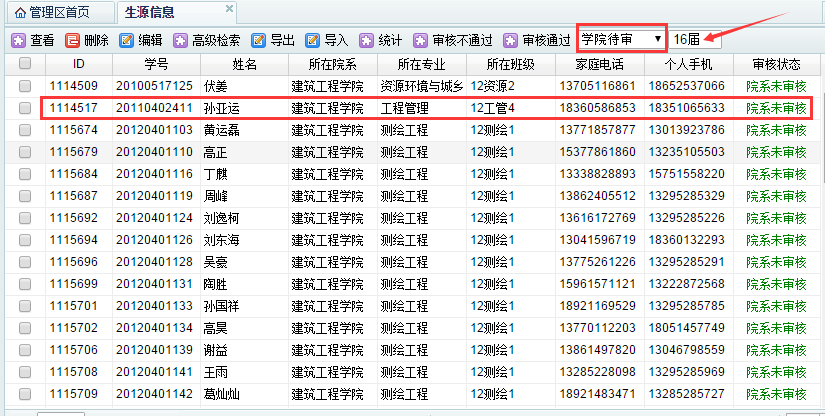 管理区首页 生源信息
查看 删除 编辑 高级检索 导出 导入 统计 审核不通过 审核通过 学院待审 16届
ID 学号 姓名 所在院系 所在专业 所在班级 家庭电话 个人手机 审核状态
1114509 20100517125 伏姜 建筑工程学院 资源环境与城乡 12资源2 13705116861 18652537066 院系未审核
1114517 20110402411 孙亚运 建筑工程学院 工程管理 12工管4 18360586853 18351065633 院系未审核
1115674 20120401103 黄运磊 建筑工程学院 测绘工程 12测绘1 13771857877 13013923786 院系未审核
1115679 20120401110 高正 建筑工程学院 测绘工程 12测绘1 15377861860 13235105503 院系未审核
1115684 20120401116 丁麒 建筑工程学院 测绘工程 12测绘1 13338828893 15751558220 院系未审核
1115687 20120401119 周峰 建筑工程学院 测绘工程 12测绘1 13862405512 13295285329 院系未审核
1115692 20120401124 刘逸柯 建筑工程学院 测绘工程 12测绘1 13616172769 13295285226 院系未审核
1115694 20120401126 刘东海 建筑工程学院 测绘工程 12测绘1 13041596719 18360132293 院系未审核
1115696 20120401128 吴豪 建筑工程学院 测绘工程 12测绘1 13775261226 13295285291 院系未审核
1115699 20120401131 陶胜 建筑工程学院 测绘工程 12测绘1 15961571121 13222872568 院系未审核
1115701 20120401133 孙国祥 建筑工程学院 测绘工程 12测绘1 18921169529 13295285785 院系未审核
1115702 20120401134 高昊 建筑工程学院 测绘工程 12测绘1 13770112203 18051457749 院系未审核
1115706 20120401139 谢益 建筑工程学院 测绘工程 12测绘1 13861497820 13046798559 院系未审核
1115708 20120401141 王雨 建筑工程学院 测绘工程 12测绘1 13285228098 13295285969 院系未审核
1115709 20120401142 葛灿灿 建筑工程学院 测绘工程 12测绘1 18921483471 13285285727 院系未审核